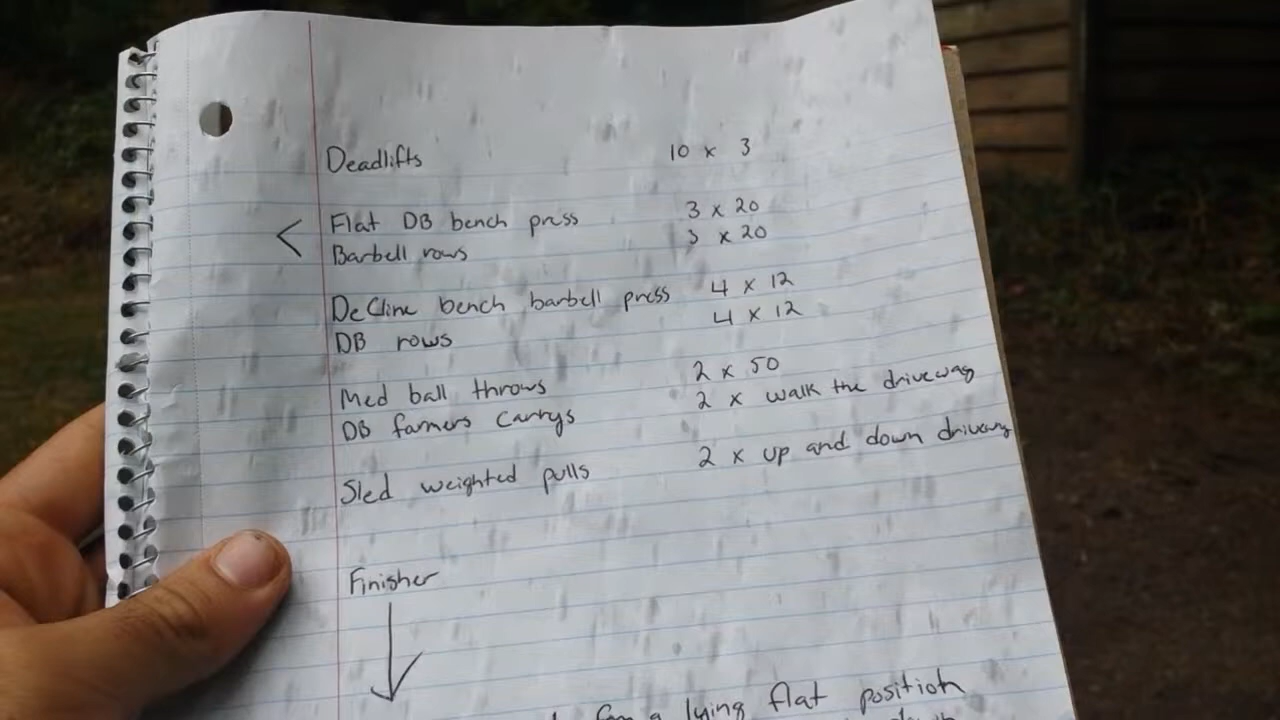 Deadlifts 10 x 3
< Flat DB bench press 3 x 20
Barbell rows 3 x 20
DeCline bench barbell press 4 x 12
DB rows 4 x 12
Med ball throws 2 x 50
DB farmers Carrys 2 x walk the driveway
Sled weighted pulls 2 x up and down driveway
Finisher
lying flat position